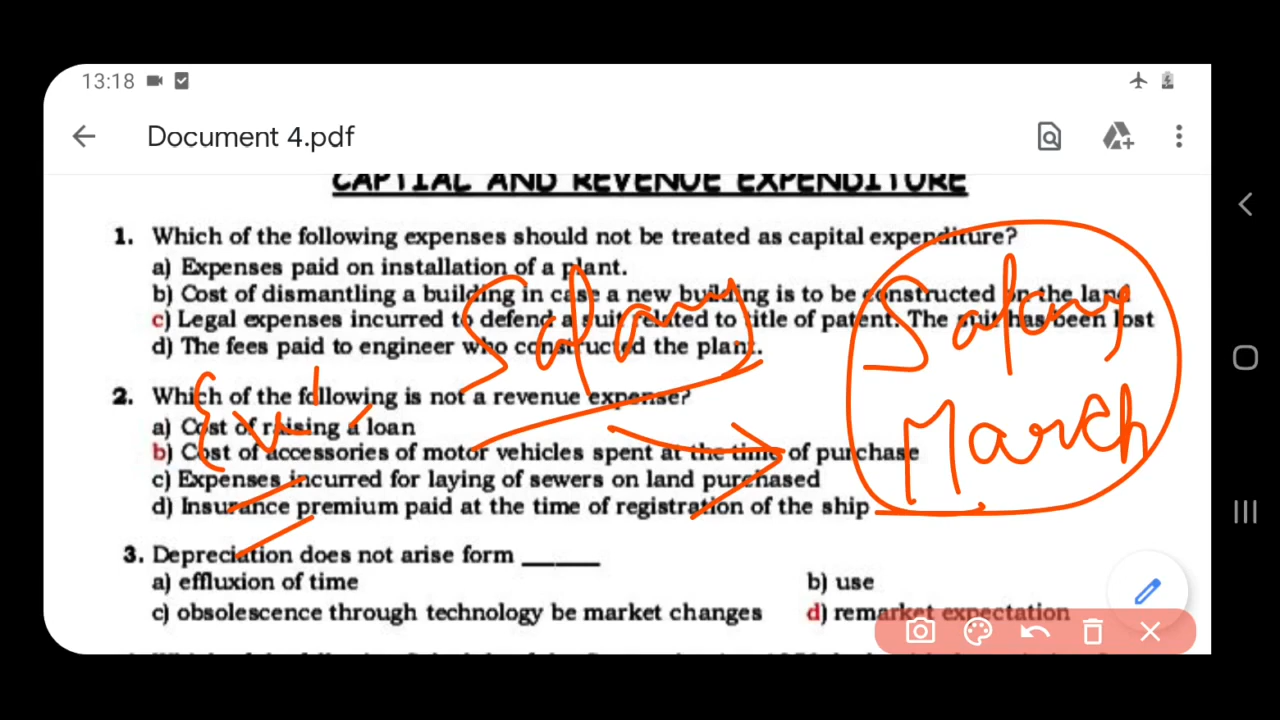 13:18
Document 4.pdf
CAPTIAL AND REVENUE EXPENDITURE
1. Which of the following expenses should not be treated as capital expenditure?
a) Expenses paid on installation of a plant.
b) Cost of dismantling a building in case a new building is to be constructed on the land
c) Legal expenses incurred to defend a suit related to title of patent. The suit has been lost
d) The fees paid to engineer who constructed the plant.
Salary
Salary
March
2. Which of the following is not a revenue expense?
a) Cost of raising a loan
b) Cost of accessories of motor vehicles spent at the time of purchase
c) Expenses incurred for laying of sewers on land purchased
d) Insurance premium paid at the time of registration of the ship
3. Depreciation does not arise form ______
a) effluxion of time b) use
c) obsolescence through technology be market changes d) remarket expectation